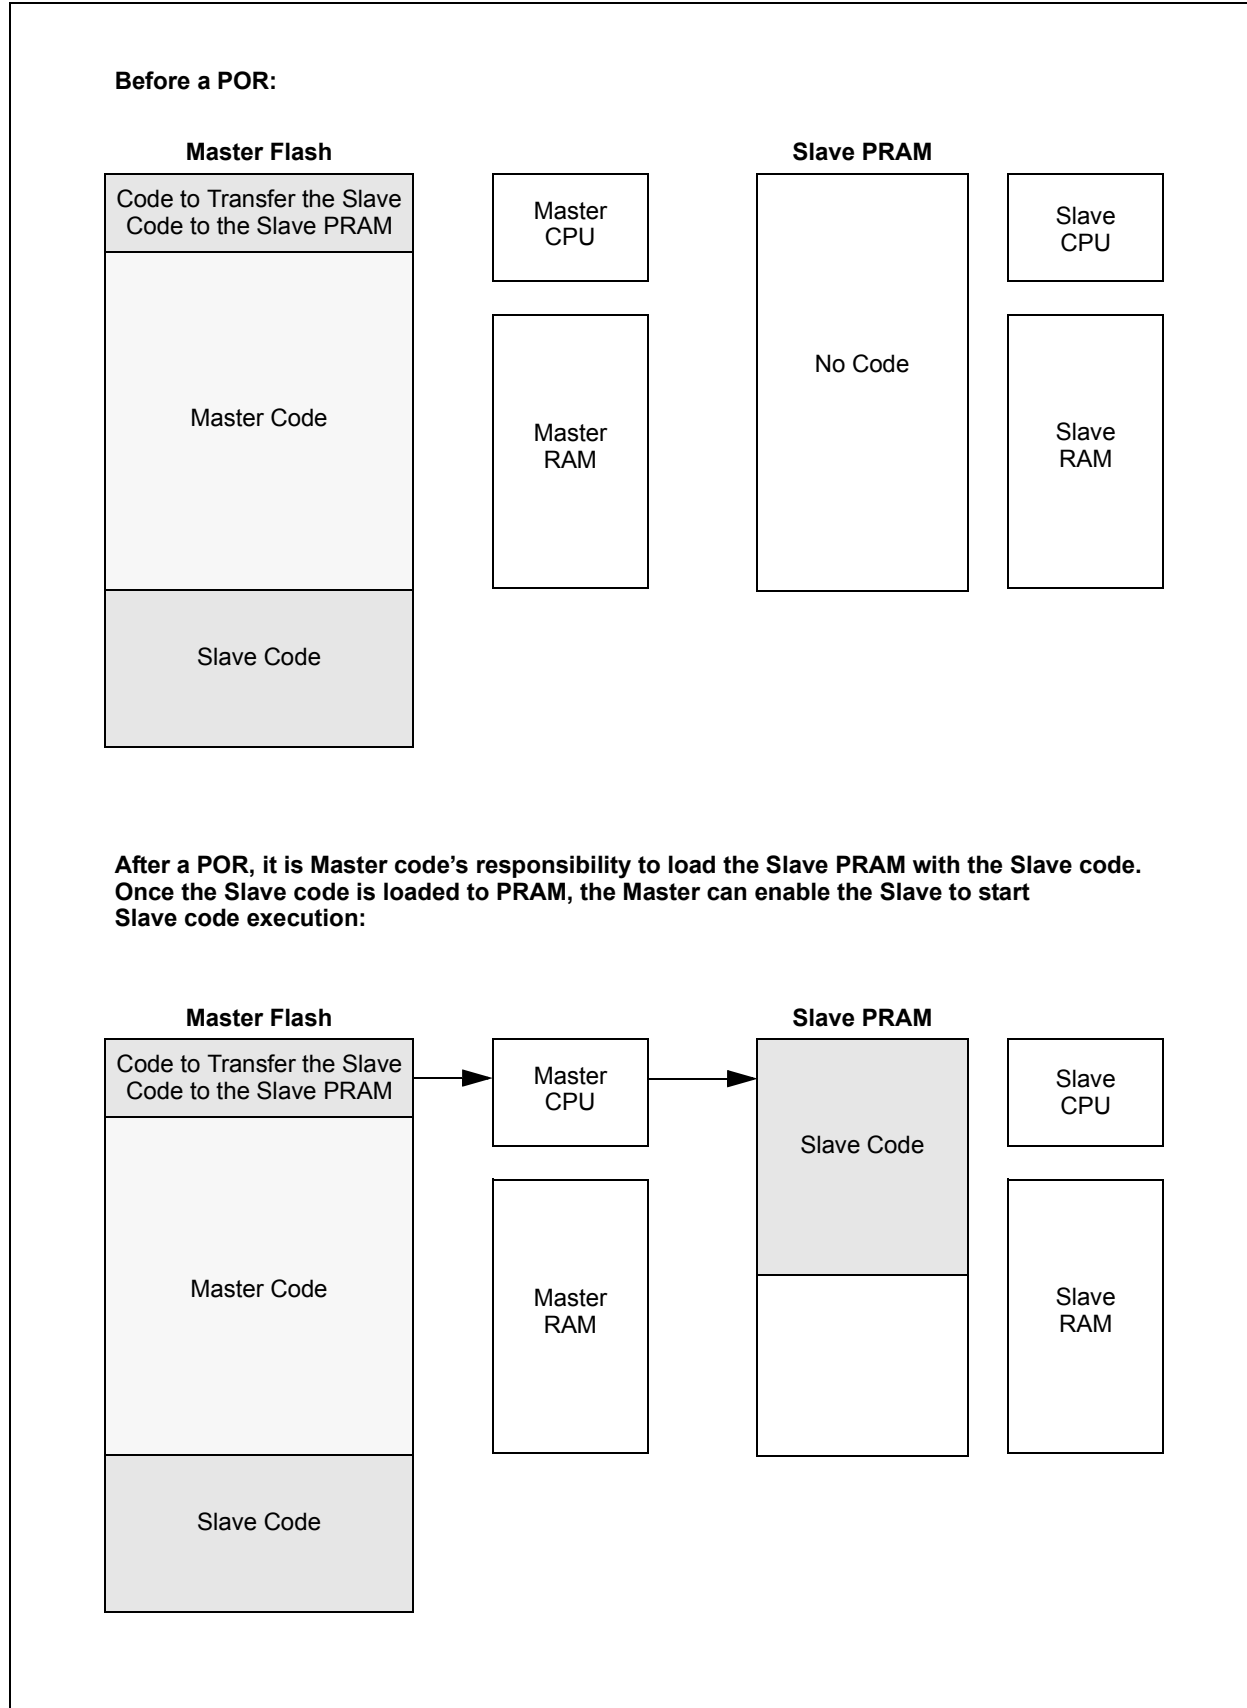 Before a POR:
Master Flash
Slave PRAM
Code to Transfer the Slave
Code to the Slave PRAM
Master
CPU
Slave
CPU
No Code
Master Code
Master
RAM
Slave
RAM
Slave Code
After a POR, it is Master code’s responsibility to load the Slave PRAM with the Slave code.
Once the Slave code is loaded to PRAM, the Master can enable the Slave to start
Slave code execution:
Master Flash
Slave PRAM
Code to Transfer the Slave
Code to the Slave PRAM
Master
CPU
Slave
CPU
Slave Code
Master Code
Master
RAM
Slave
RAM
Slave Code